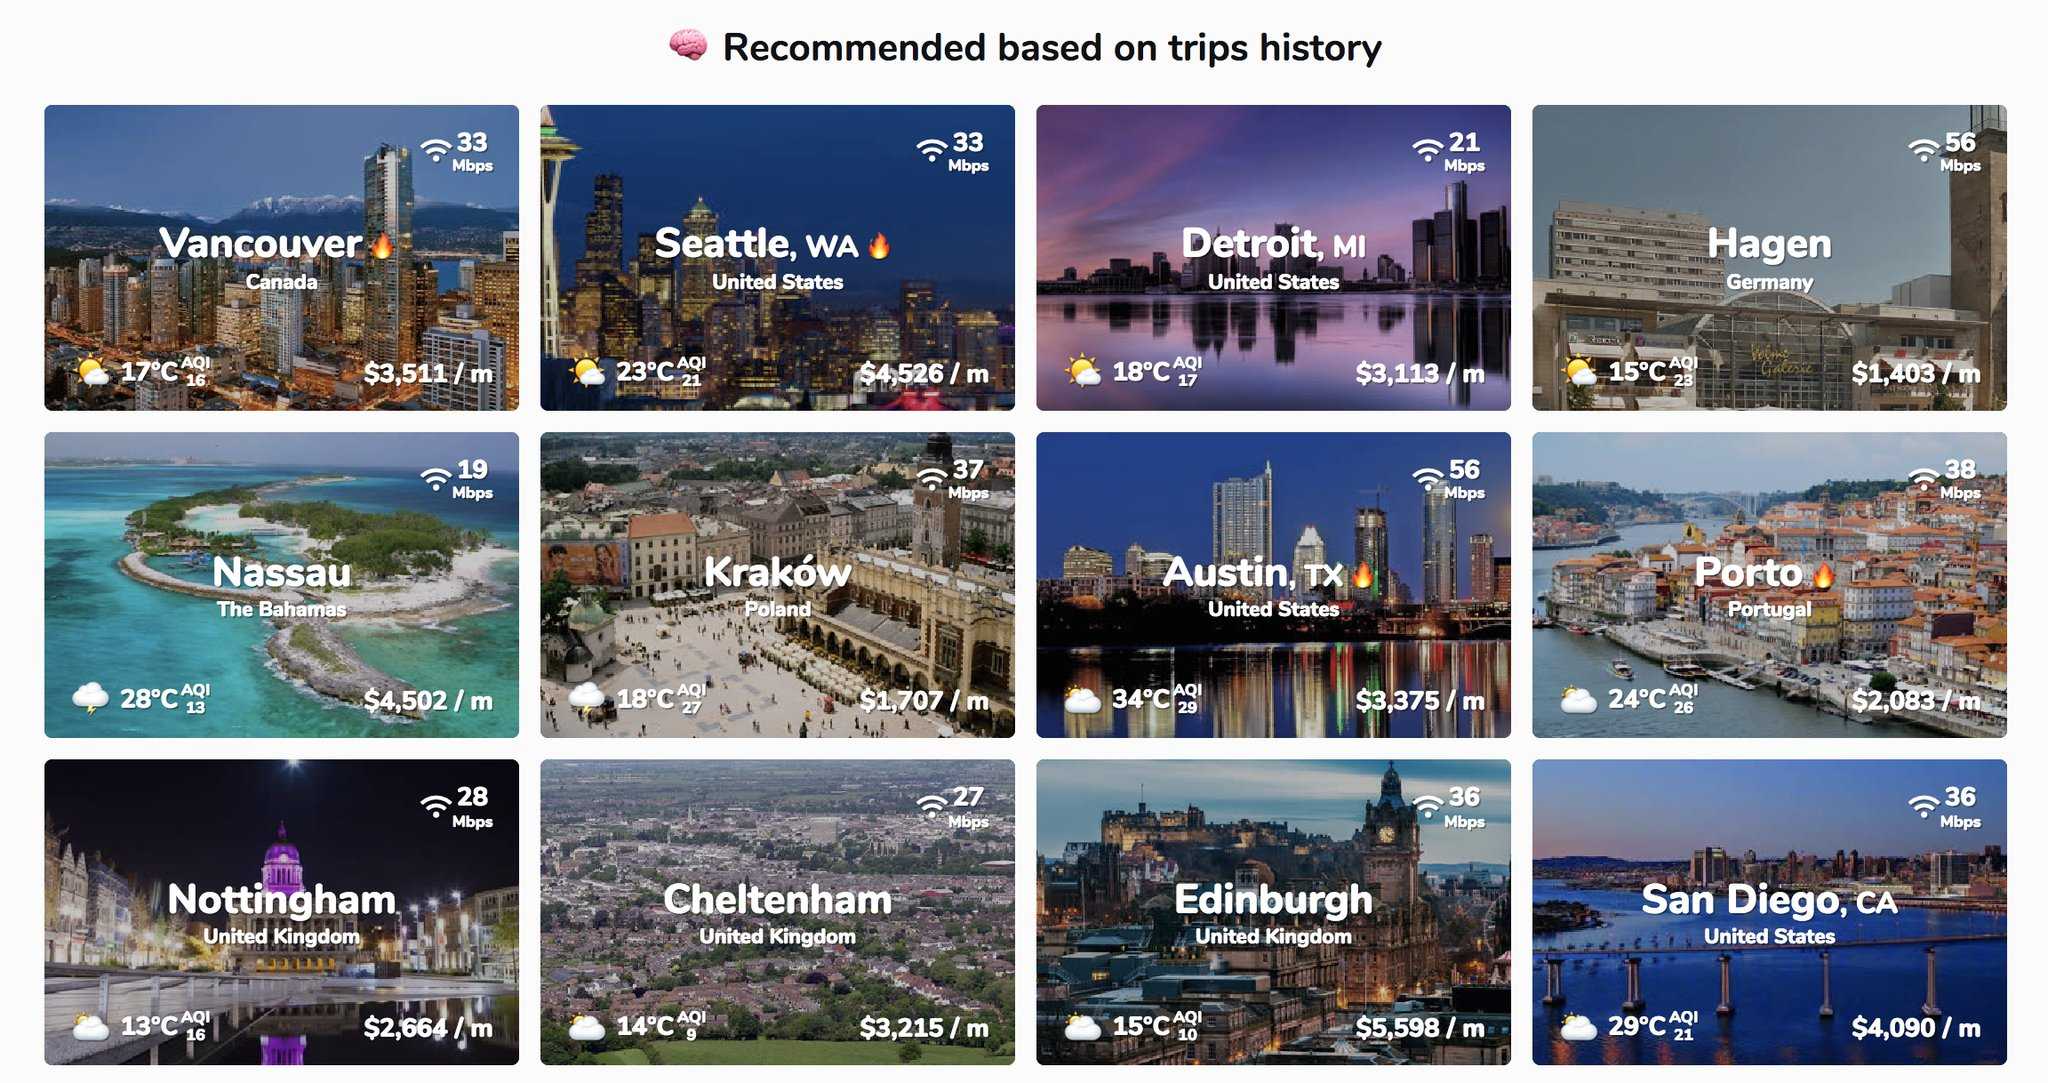 🧠 Recommended based on trips history
33
Mbps
Vancouver🔥
Canada
17°C AQI 16
$3,511 / m
33
Mbps
Seattle, WA 🔥
United States
23°C AQI 21
$4,526 / m
21
Mbps
Detroit, MI
United States
18°C AQI 17
$3,113 / m
56
Mbps
Hagen
Germany
Volme
Galerie
15°C AQI 23
$1,403 / m
19
Mbps
Nassau
The Bahamas
28°C AQI 13
$4,502 / m
37
Mbps
Kraków
Poland
18°C AQI 27
$1,707 / m
56
Mbps
Austin, TX 🔥
United States
34°C AQI 29
$3,375 / m
38
Mbps
Porto 🔥
Portugal
24°C AQI 26
$2,083 / m
28
Mbps
Nottingham
United Kingdom
13°C AQI 16
$2,664 / m
27
Mbps
Cheltenham
United Kingdom
14°C AQI 9
$3,215 / m
36
Mbps
Edinburgh
United Kingdom
15°C AQI 10
$5,598 / m
36
Mbps
San Diego, CA
United States
29°C AQI 21
$4,090 / m